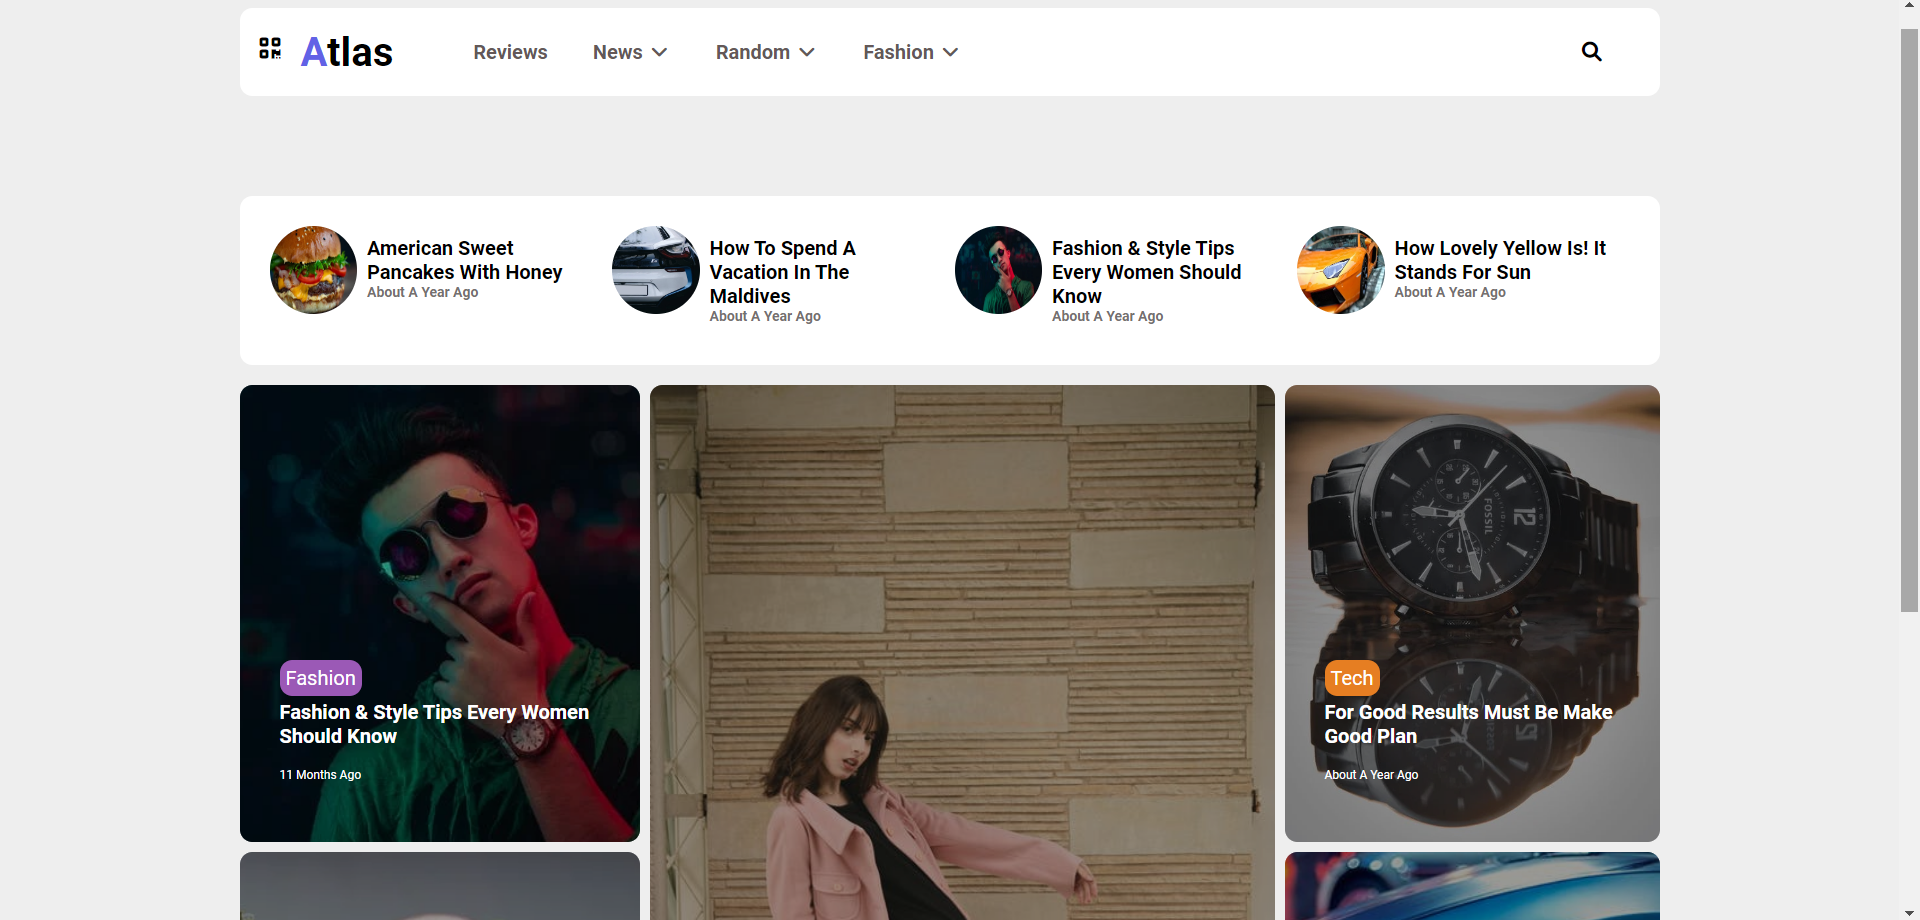 Atlas
Reviews
News
Random
Fashion
American Sweet
Pancakes With Honey
About A Year Ago
How To Spend A
Vacation In The
Maldives
About A Year Ago
Fashion & Style Tips
Every Women Should
Know
About A Year Ago
How Lovely Yellow Is! It
Stands For Sun
About A Year Ago
Fashion
Fashion & Style Tips Every Women
Should Know
11 Months Ago
FOSSIL
12
Tech
For Good Results Must Be Make
Good Plan
About A Year Ago